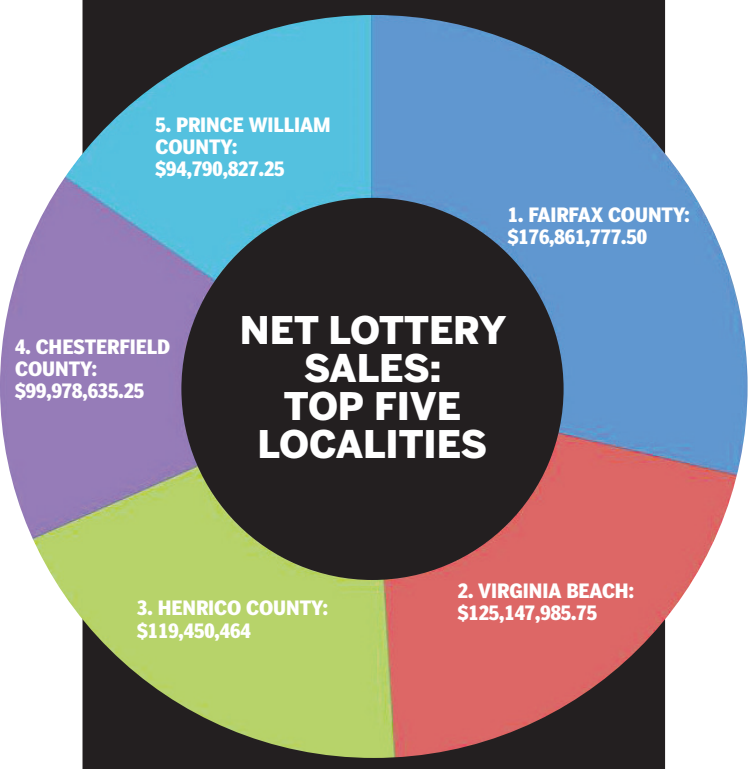 NET LOTTERY
SALES:
TOP FIVE
LOCALITIES
1. FAIRFAX COUNTY:
$176,861,777.50
2. VIRGINIA BEACH:
$125,147,985.75
3. HENRICO COUNTY:
$119,450,464
4. CHESTERFIELD
COUNTY:
$99,978,635.25
5. PRINCE WILLIAM
COUNTY:
$94,790,827.25